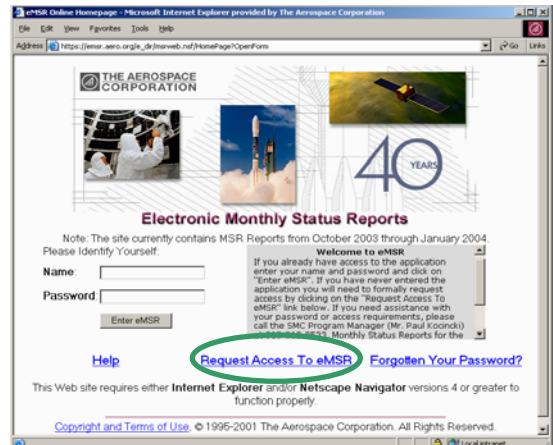 eMSR Online Homepage - Microsoft Internet Explorer provided by The Aerospace Corporation
File Edit View Favorites Tools Help
Address https://emsr.aero.org/e_dir/msrweb.nsf/HomePage?OpenForm Go Links
THE AEROSPACE
CORPORATION
40 YEARS
Electronic Monthly Status Reports
Note: The site currently contains MSR Reports from October 2003 through January 2004.
Please Identify Yourself:
Name:
Password:
Enter eMSR
Welcome to eMSR
If you already have access to the application
enter your name and password and click on
"Enter eMSR". If you have never entered the
application you will need to formally request
access by clicking on the "Request Access To
eMSR" link below. If you need assistance with
your password or access requirements, please
call the SMC Program Manager (Mr. Paul Kocincki)
Monthly Status Reports for the
Help Request Access To eMSR Forgotten Your Password?
This Web site requires either Internet Explorer and/or Netscape Navigator versions 4 or greater to
function properly.
Copyright and Terms of Use. © 1995-2001 The Aerospace Corporation. All Rights Reserved.
Local intranet